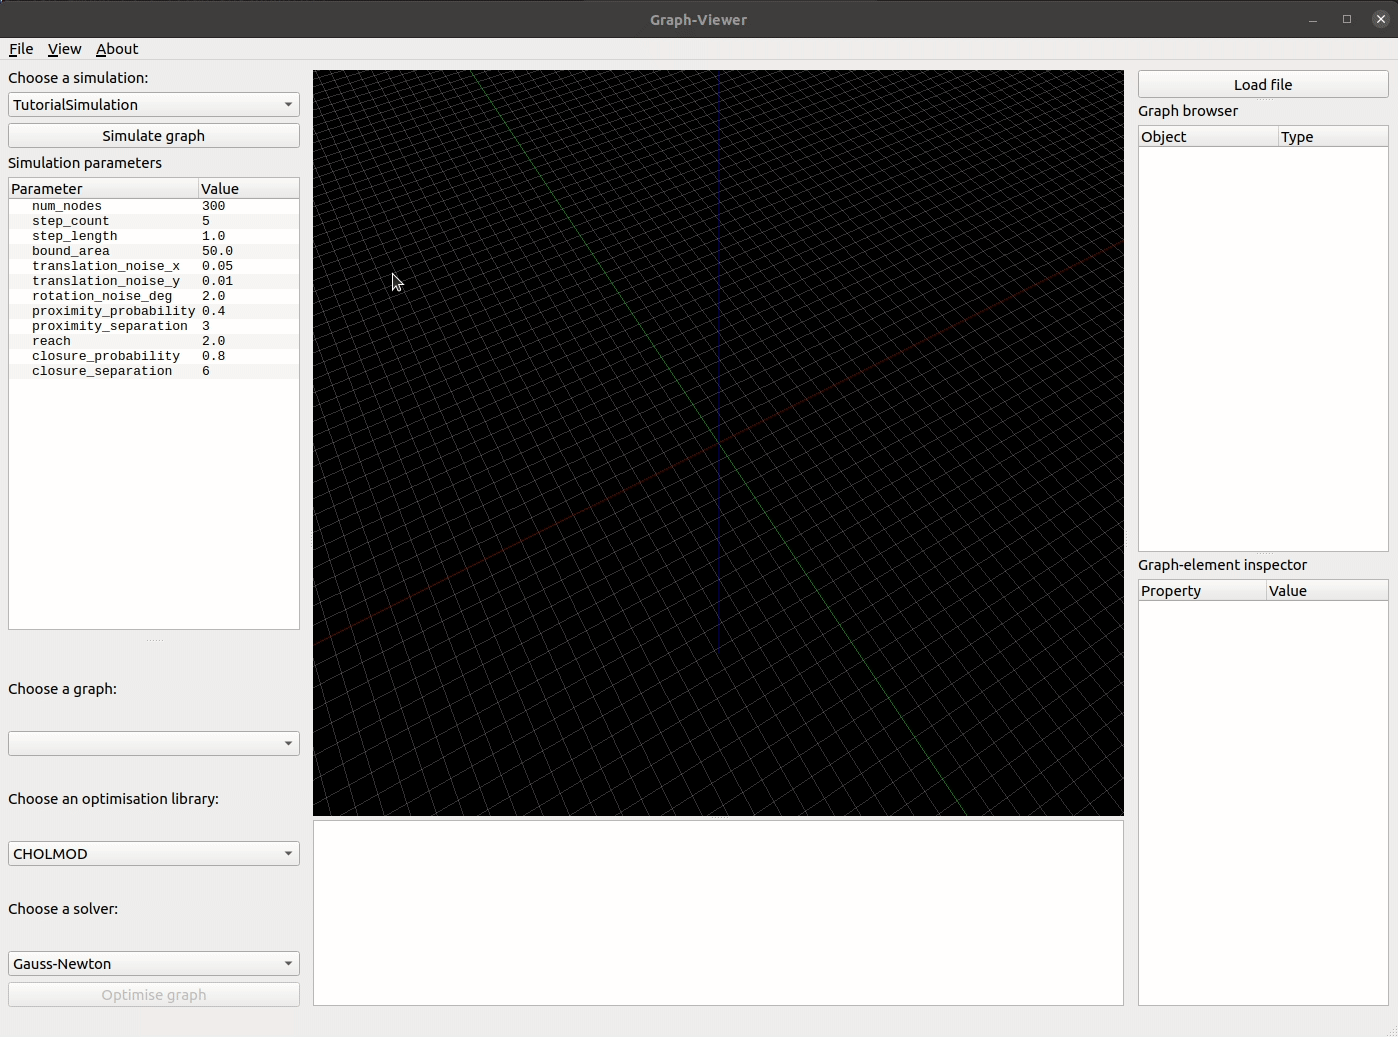 Graph-Viewer
File View About
Choose a simulation:
TutorialSimulation
Simulate graph
Simulation parameters
Parameter Value
num_nodes 300
step_count 5
step_length 1.0
bound_area 50.0
translation_noise_x 0.05
translation_noise_y 0.01
rotation_noise_deg 2.0
proximity_probability 0.4
proximity_separation 3
reach 2.0
closure_probability 0.8
closure_separation 6
Choose a graph:
Choose an optimisation library:
CHOLMOD
Choose a solver:
Gauss-Newton
Optimise graph
Load file
Graph browser
Object Type
Graph-element inspector
Property Value